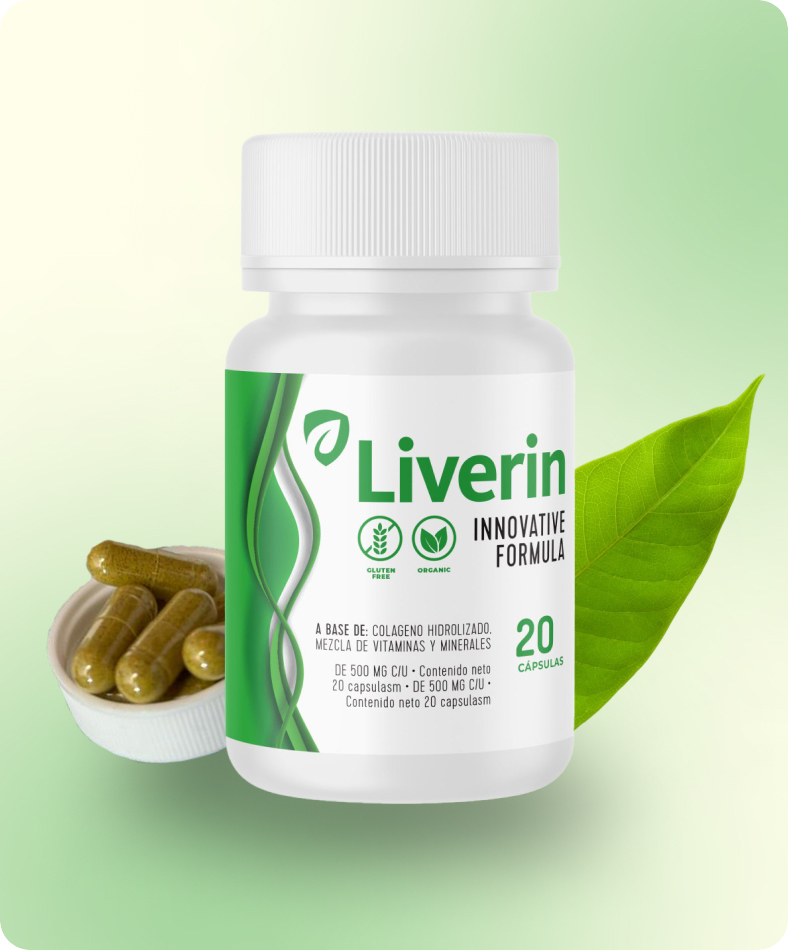 Liverin
INNOVATIVE
FORMULA
GLUTEN
FREE
ORGANIC
A BASE DE: COLAGENO HIDROLIZADO.
MEZCLA DE VITAMINAS Y MINERALES
20
CÁPSULAS
DE 500 MG C/U • Contenido neto
20 capsulasm • DE 500 MG C/U •
Contenido neto 20 capsulasm